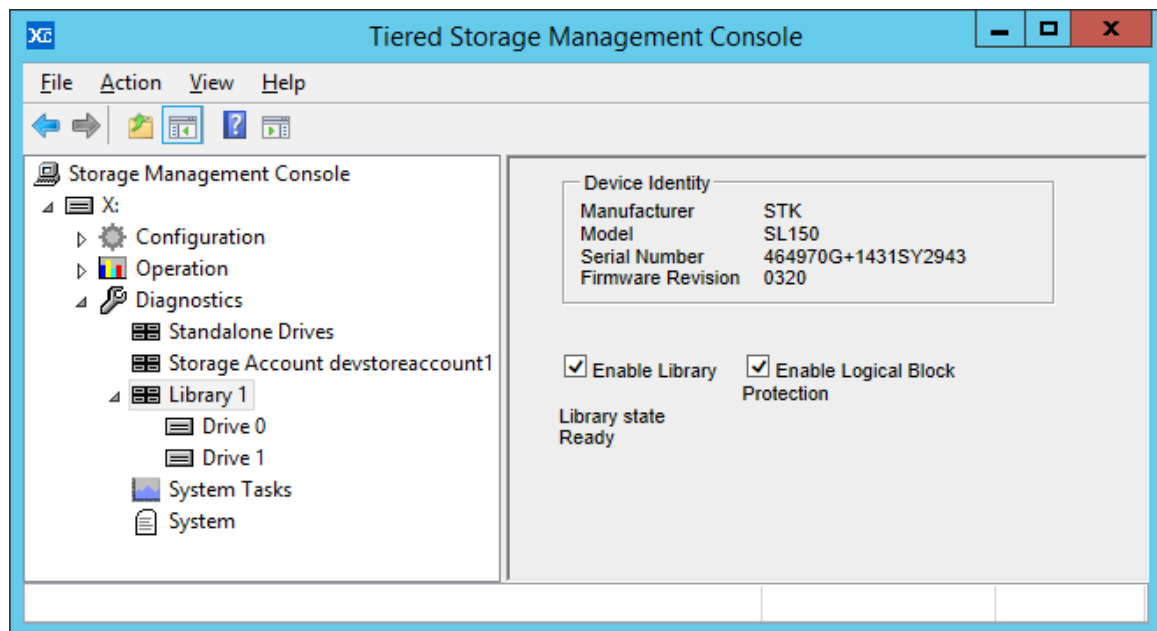 XE Tiered Storage Management Console
File Action View Help
Storage Management Console
X:
Configuration
Operation
Diagnostics
Standalone Drives
Storage Account devstoreaccount1
Library 1
Drive 0
Drive 1
System Tasks
System
Device Identity
Manufacturer STK
Model SL150
Serial Number 464970G+1431SY2943
Firmware Revision 0320
Enable Library Enable Logical Block
Protection
Library state
Ready